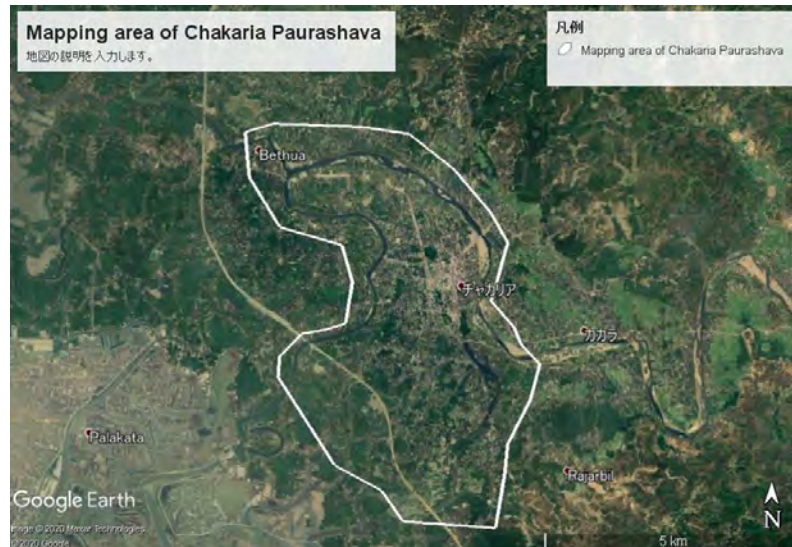 Mapping area of Chakaria Paurashava
地図の説明を入力します。
凡例
Mapping area of Chakaria Paurashava
Bethua
チャカリア
カカラ
Palakata
Rajarbil
Google Earth
Image © 2020 Maxar Technologies
© 2020 Google
N
5 km